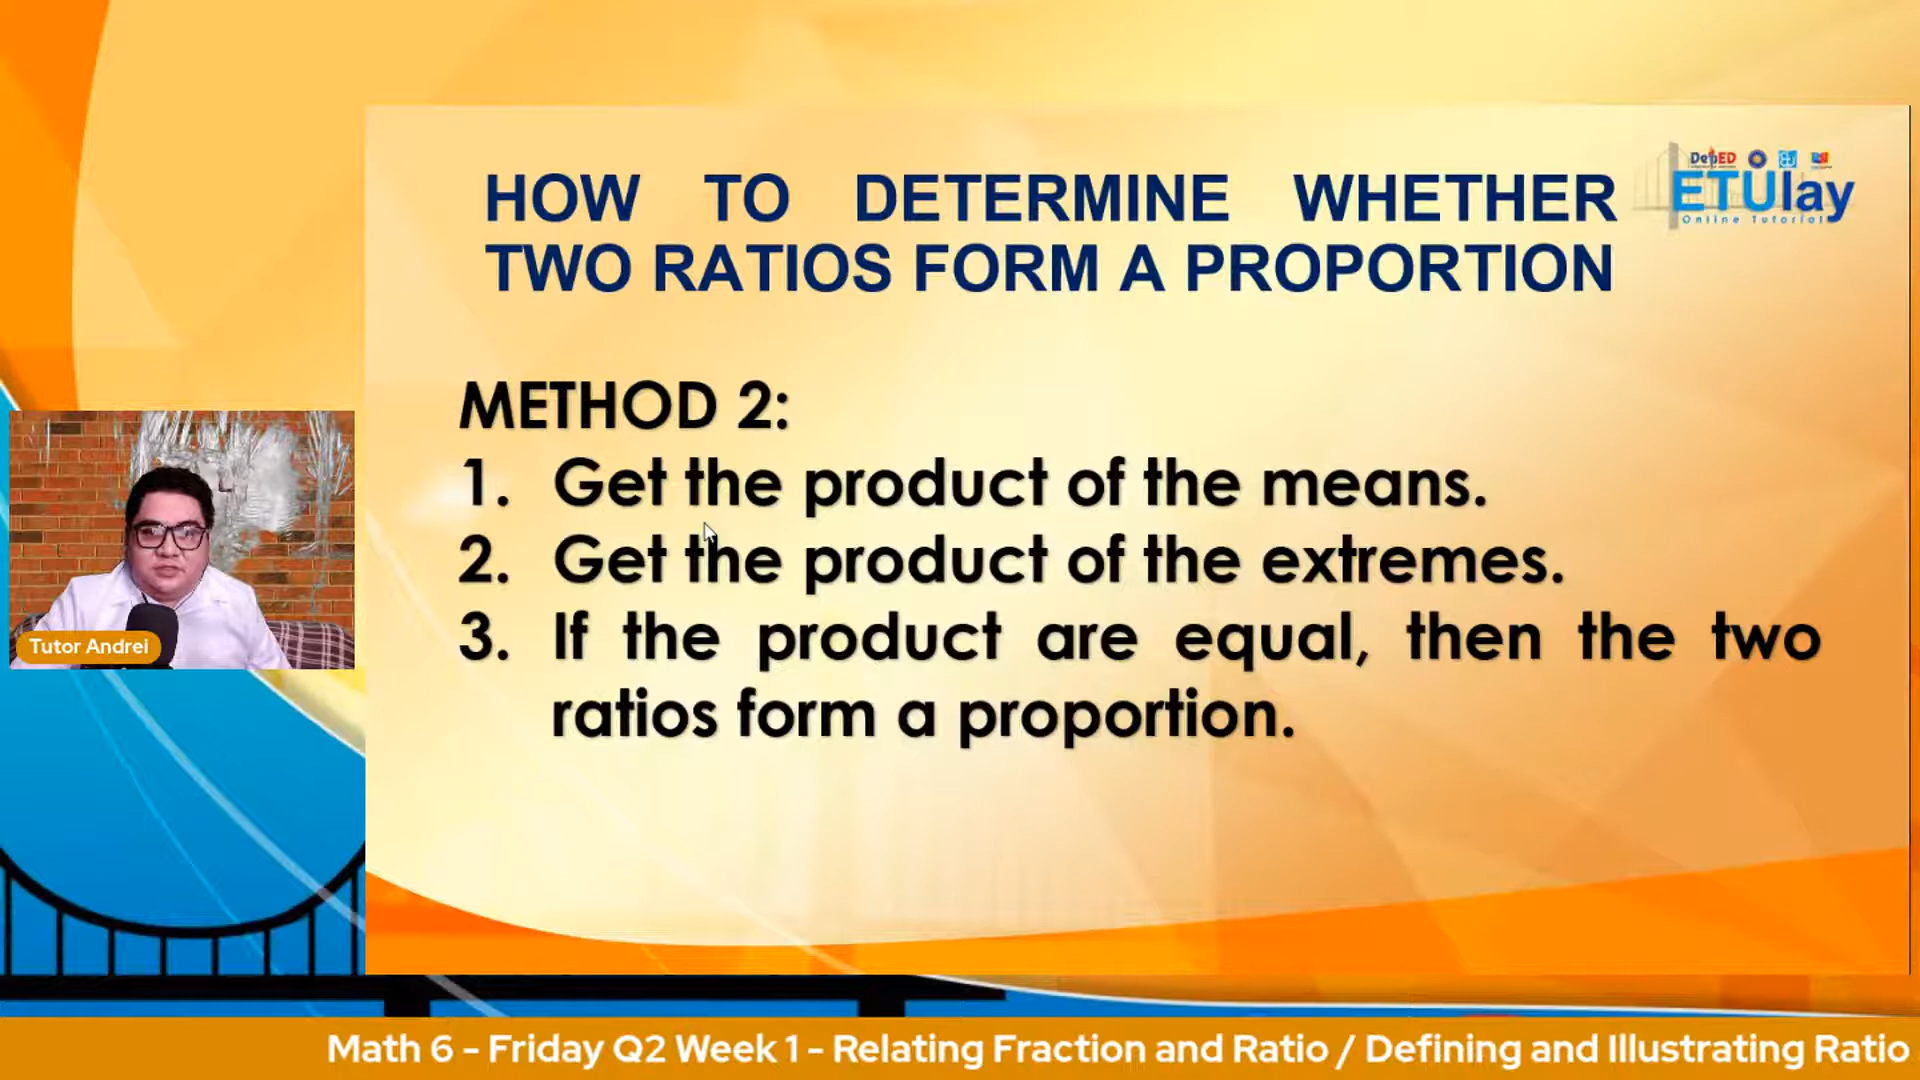 HOW TO DETERMINE WHETHER
TWO RATIOS FORM A PROPORTION
DepED
ETUlay
Online Tutorial
METHOD 2:
1. Get the product of the means.
2. Get the product of the extremes.
3. If the product are equal, then the two
ratios form a proportion.
Tutor Andrei
Math 6 - Friday Q2 Week 1 - Relating Fraction and Ratio / Defining and Illustrating Ratio